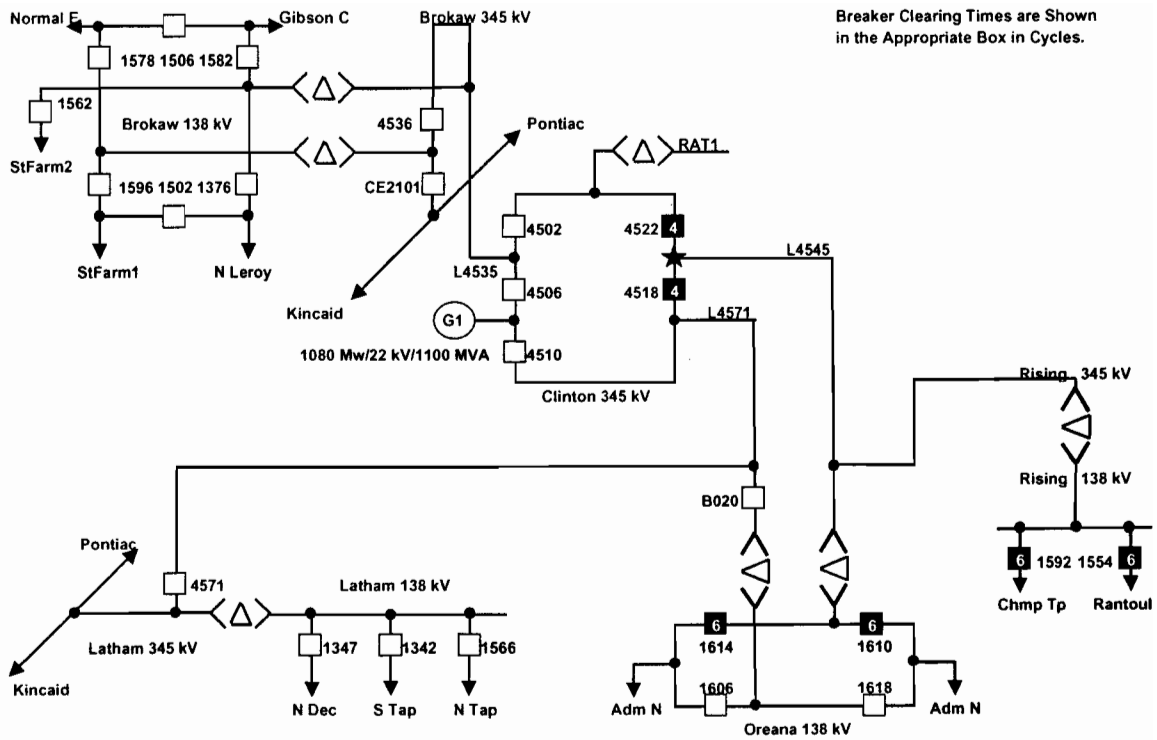 Normal E
Gibson C
Brokaw 345 kV
Breaker Clearing Times are Shown
in the Appropriate Box in Cycles.
1578 1506 1582
1562
Brokaw 138 kV
4536
Pontiac
StFarm2
RAT1
1596 1502 1376
CE2101
4502
4522
4
L4545
StFarm1
N Leroy
L4535
4506
4518
4
Kincaid
G1
L4571
1080 Mw/22 kV/1100 MVA
4510
Clinton 345 kV
Rising 345 kV
Rising 138 kV
B020
Pontiac
4571
Latham 138 kV
6
1592 1554
6
Chmp Tp
Rantoul
Latham 345 kV
1347
1342
1566
6
6
1614
1610
Kincaid
N Dec
S Tap
N Tap
Adm N
1606
1618
Adm N
Oreana 138 kV